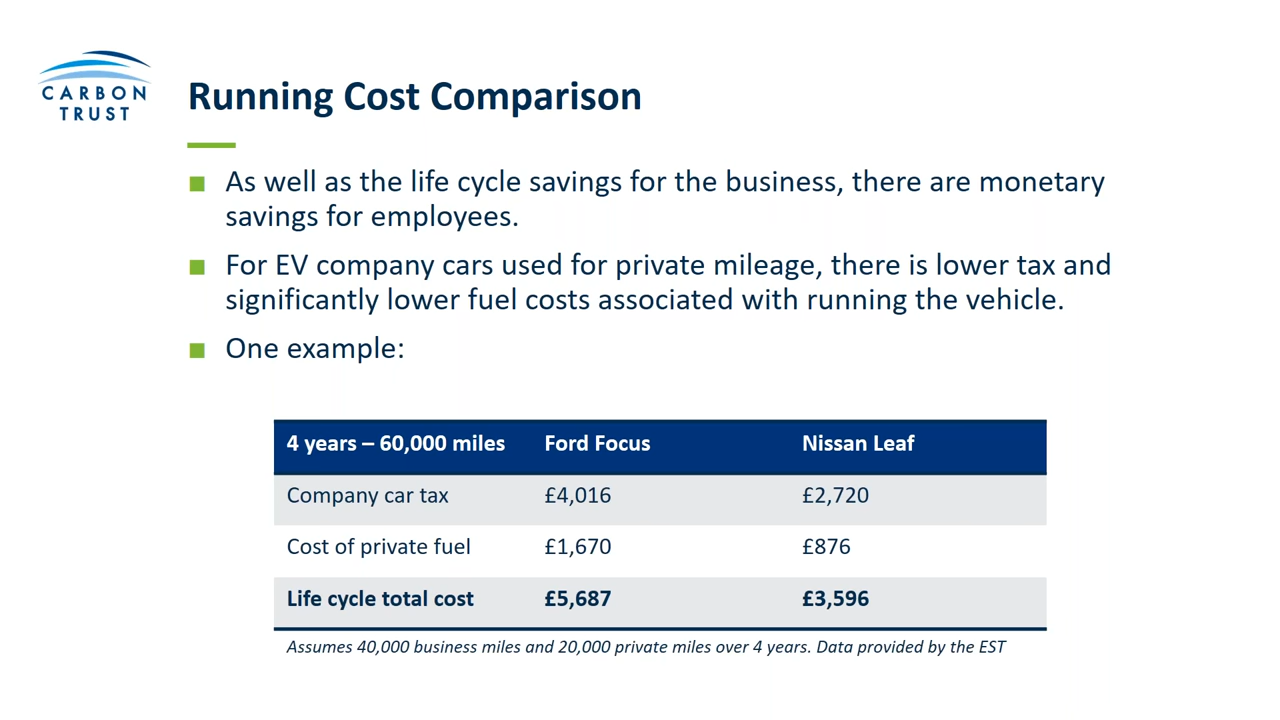 CARBON
TRUST
Running Cost Comparison
As well as the life cycle savings for the business, there are monetary
savings for employees.
For EV company cars used for private mileage, there is lower tax and
significantly lower fuel costs associated with running the vehicle.
One example:
4 years – 60,000 miles Ford Focus Nissan Leaf
Company car tax £4,016 £2,720
Cost of private fuel £1,670 £876
Life cycle total cost £5,687 £3,596
Assumes 40,000 business miles and 20,000 private miles over 4 years. Data provided by the EST